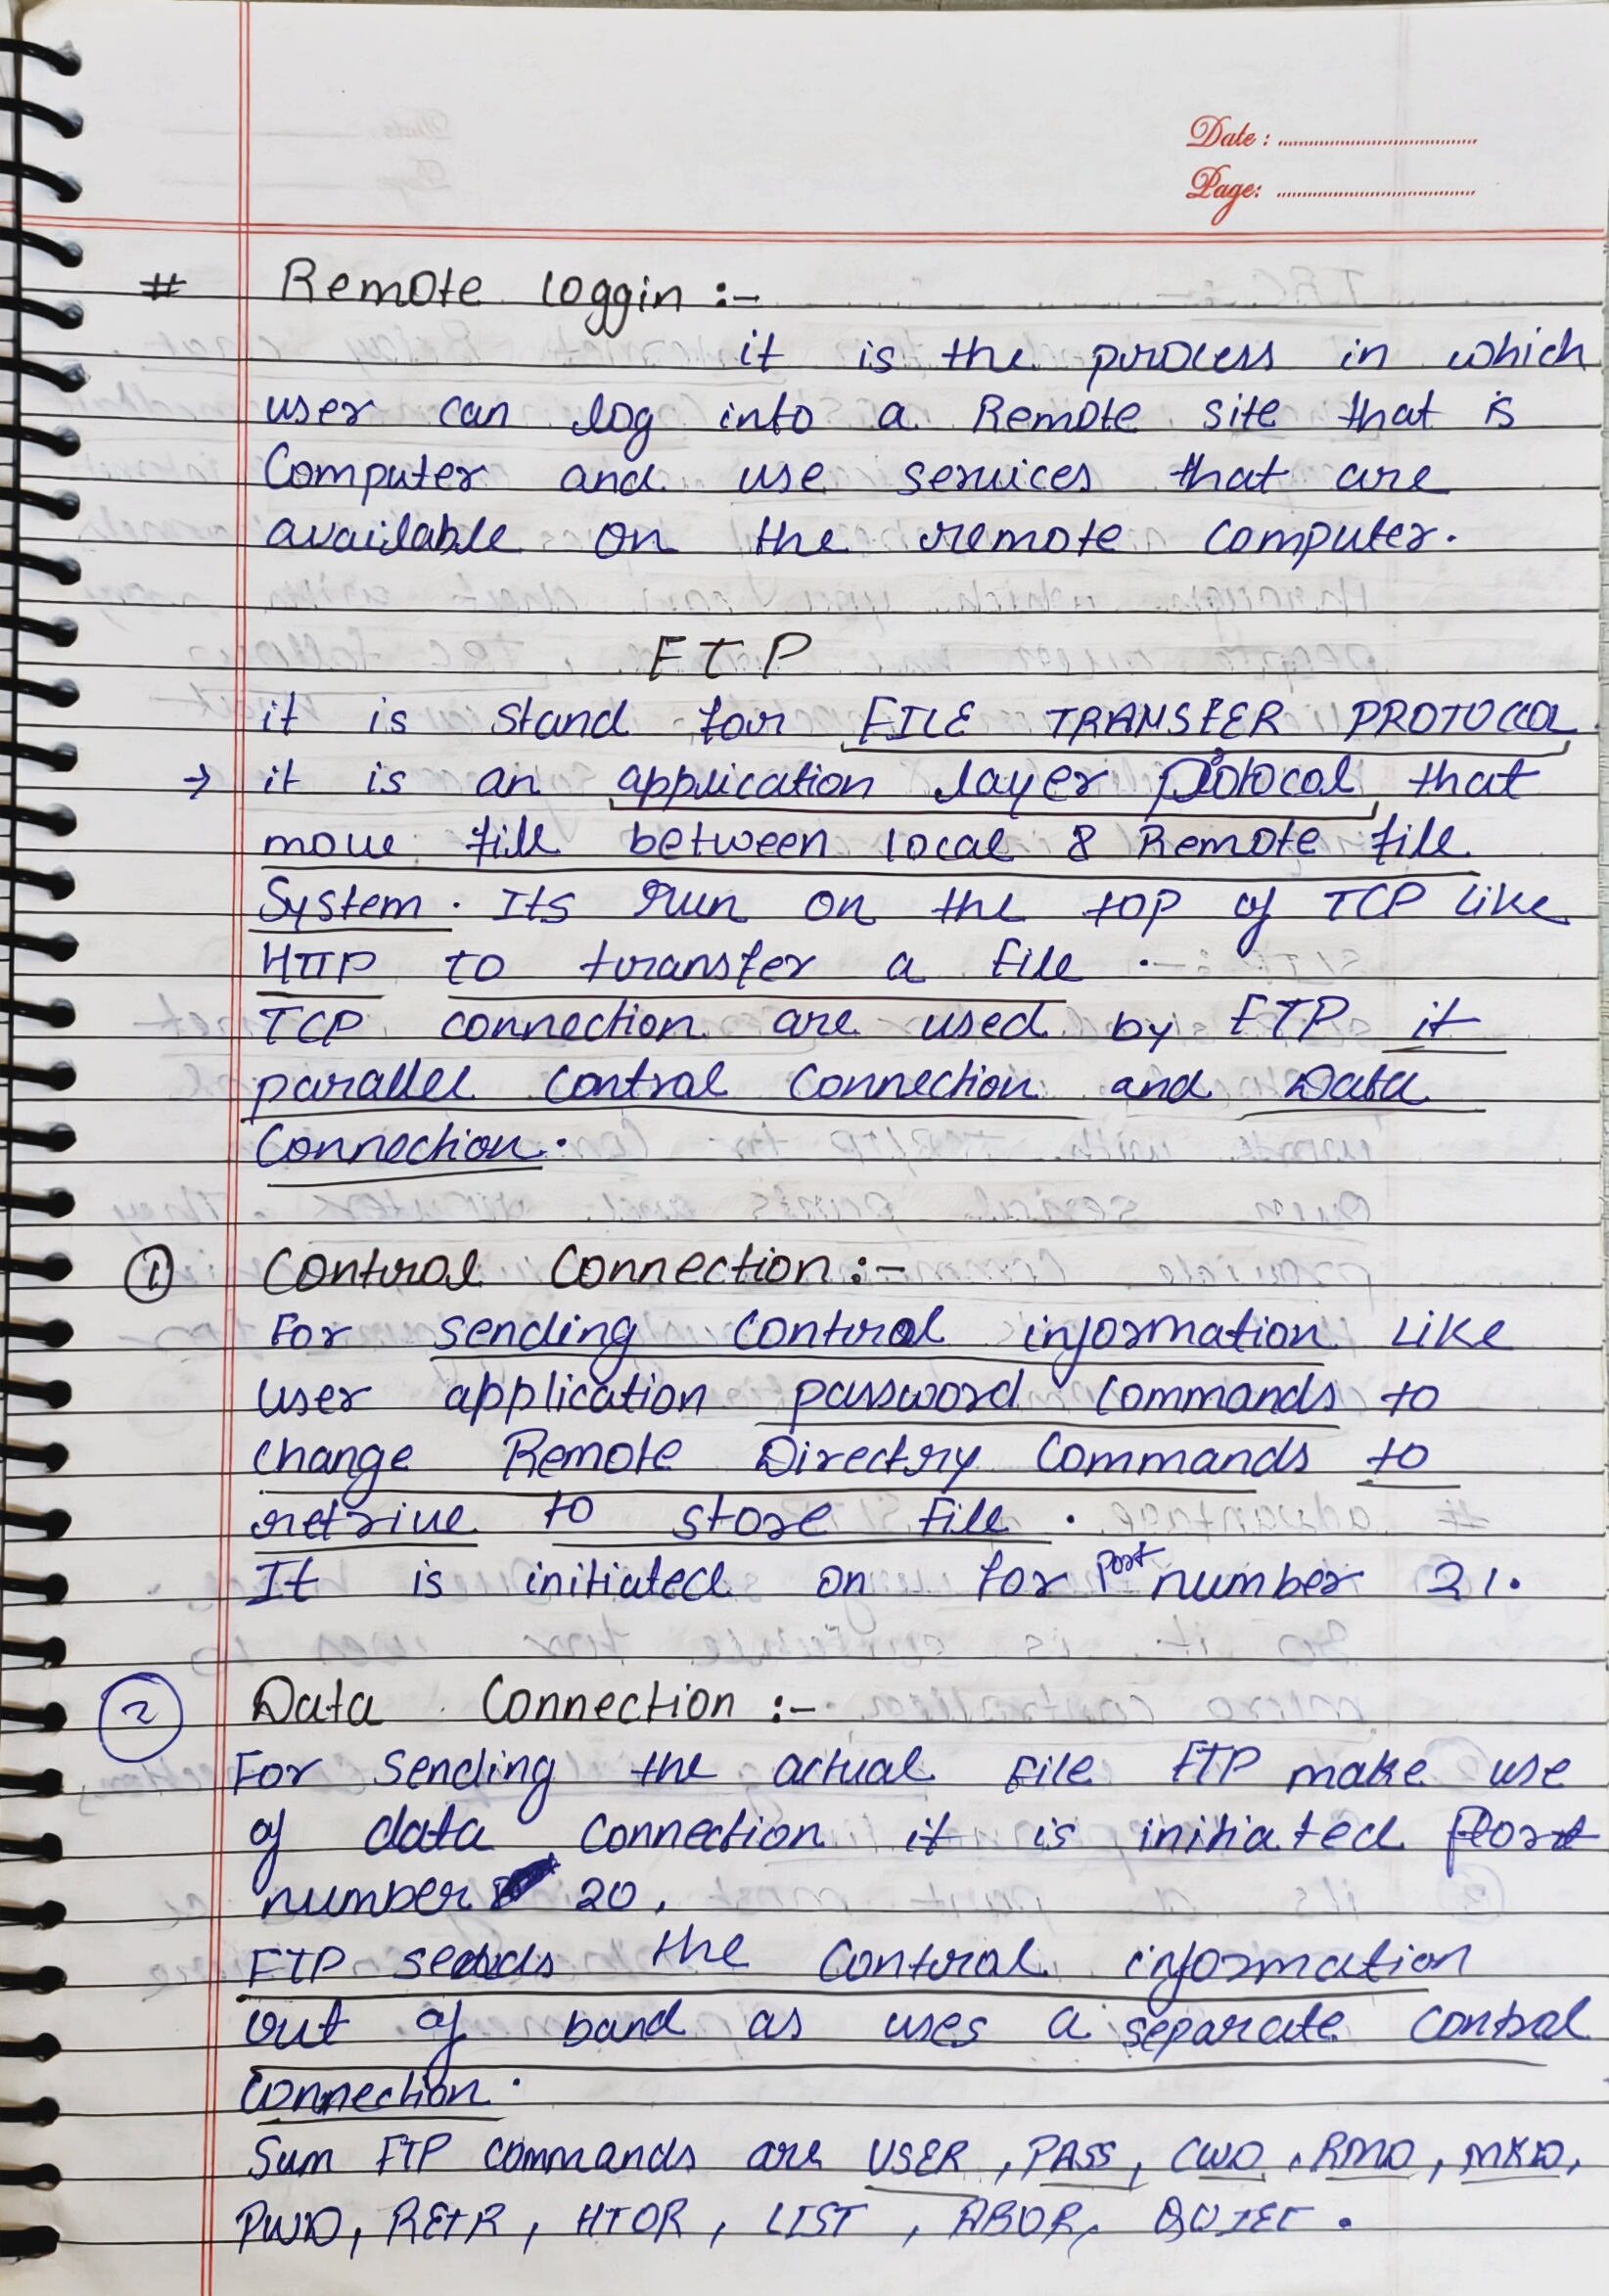 Date :
Page:
# Remote loggin :-
it is the process in which
user can log into a Remote site that is
Computer and use services that are
available on the remote computer.
FTP
it is stand for FILE TRANSFER PROTOCOL
→ it is an application layer protocol that
move file between local & Remote file
System. Its run on the top of TCP like
HTTP to transfer a file .
TCP connection are used by FTP it
parallel control connection and Data
Connection.
① Control Connection :-
For sending control information like
user application password commands to
change Remote Directry Commands to
retrive to store file .
It is initiated on for port number 21.
② Data Connection :-
For sending the actual file FTP make use
of data connection it is initiated port
number 20.
FTP sends the control information
out of band as uses a separate control
connection.
Sum FTP commands are USER, PASS, CWD, RMD, MKD,
PWD, RETR, HTOR, LIST, ABOR, QUIET.